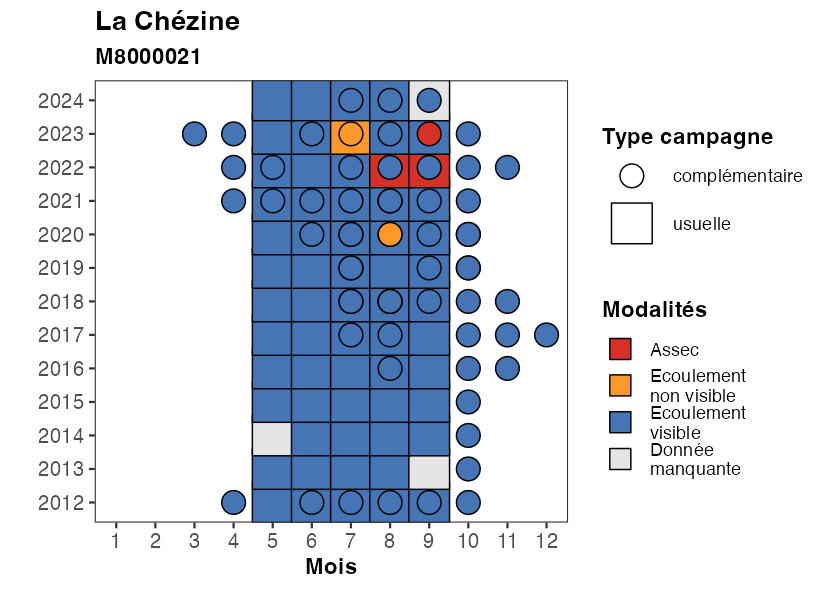 La Chézine
M8000021
2024
2023
2022
2021
2020
2019
2018
2017
2016
2015
2014
2013
2012
1 2 3 4 5 6 7 8 9 10 11 12
Mois
Type campagne
complémentaire
usuelle
Modalités
Assec
Ecoulement
non visible
Ecoulement
visible
Donnée
manquante